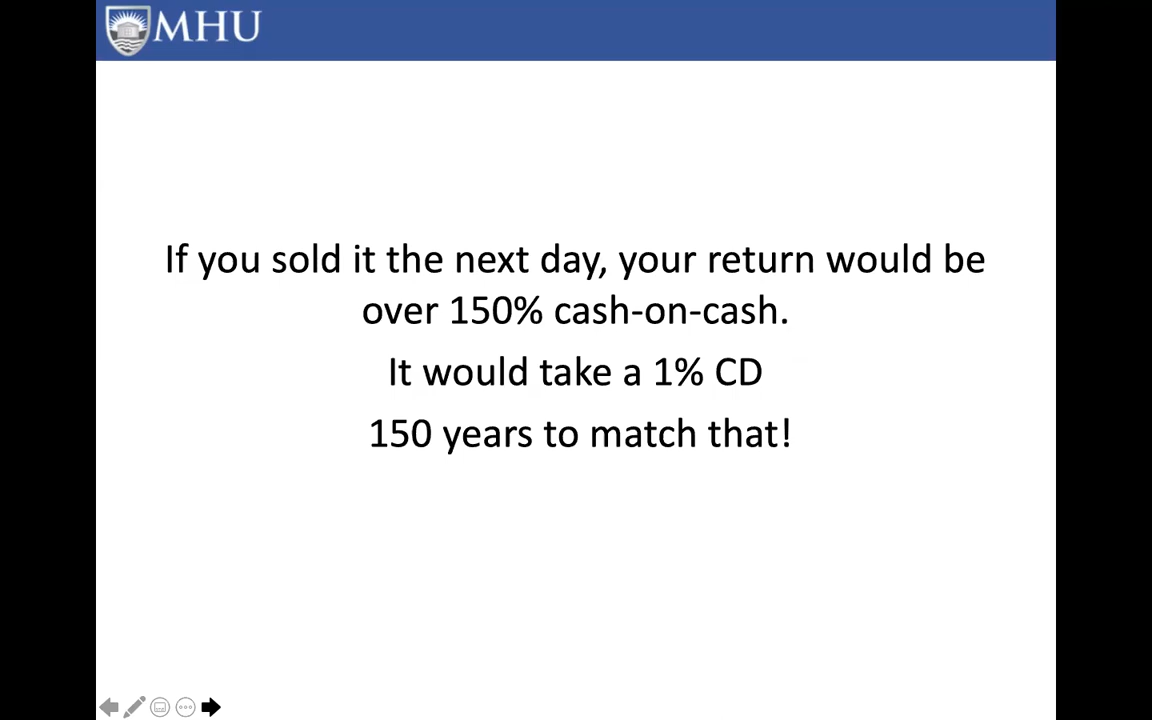 MHU
If you sold it the next day, your return would be
over 150% cash-on-cash.
It would take a 1% CD
150 years to match that!